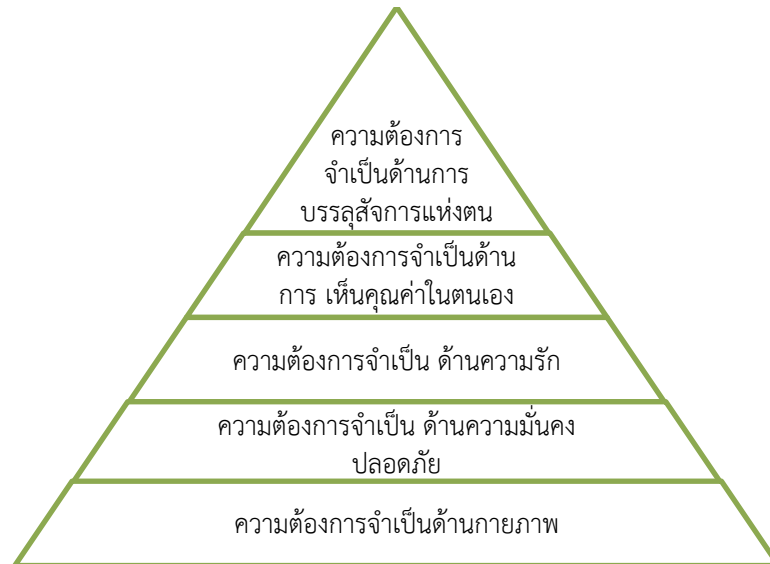 ความต้องการ
จำเป็นด้านการ
บรรลุสัจการแห่งตน
ความต้องการจำเป็นด้าน
การ เห็นคุณค่าในตนเอง
ความต้องการจำเป็น ด้านความรัก
ความต้องการจำเป็น ด้านความมั่นคง
ปลอดภัย
ความต้องการจำเป็นด้านกายภาพ